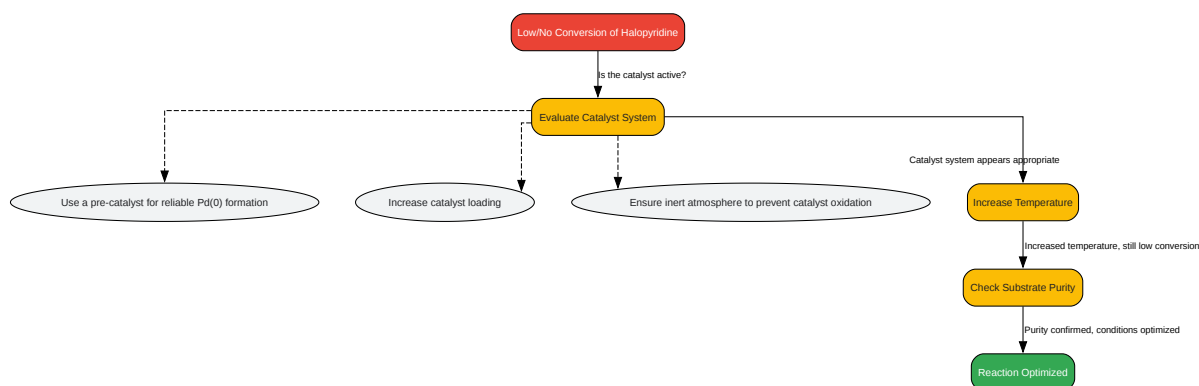 Low/No Conversion of Halopyridine
Is the catalyst active?
Evaluate Catalyst System
Catalyst system appears appropriate
Use a pre-catalyst for reliable Pd(0) formation
Increase catalyst loading
Ensure inert atmosphere to prevent catalyst oxidation
Increase Temperature
Increased temperature, still low conversion
Check Substrate Purity
Purity confirmed, conditions optimized
Reaction Optimized